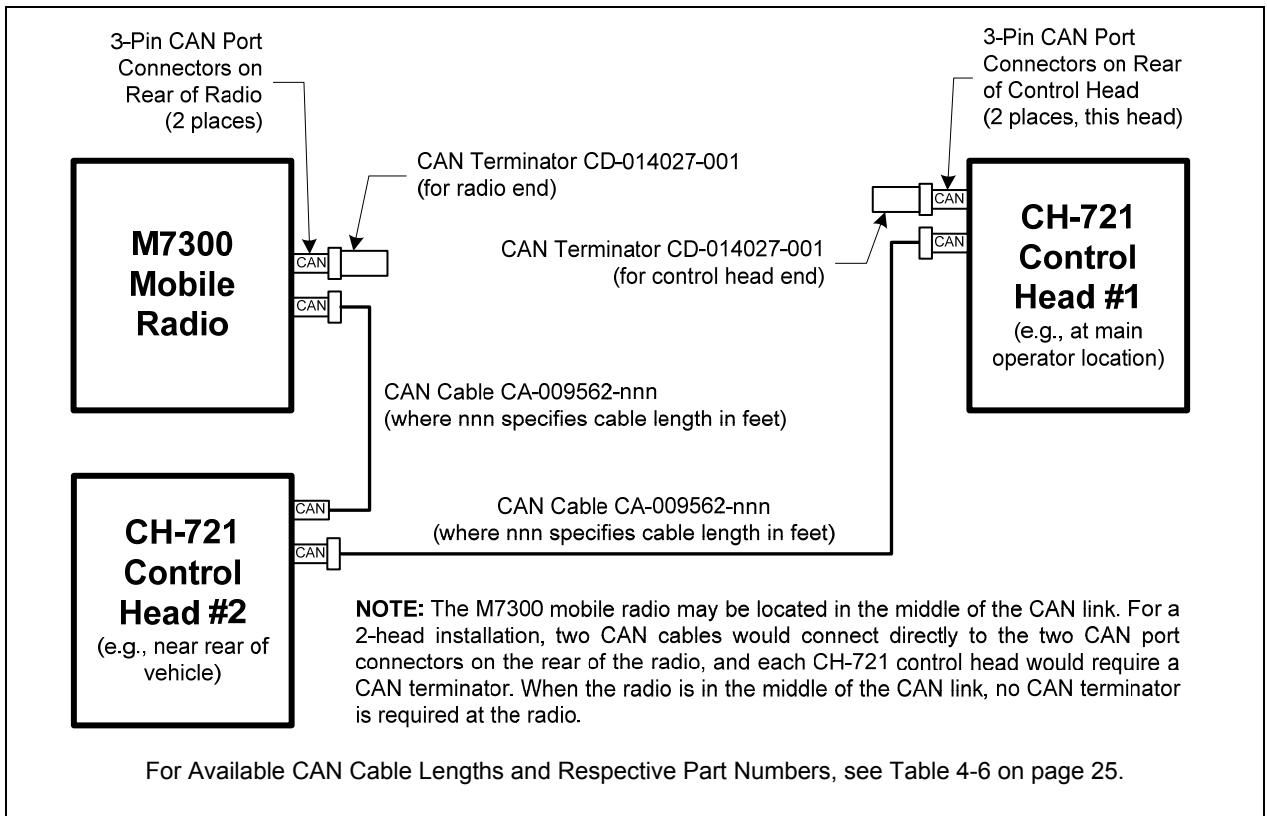 3-Pin CAN Port
Connectors on
Rear of Radio
(2 places)
3-Pin CAN Port
Connectors on Rear
of Control Head
(2 places, this head)
CAN Terminator CD-014027-001
(for radio end)
CAN Terminator CD-014027-001
(for control head end)
M7300
Mobile
Radio
CAN
CAN
CAN
CAN
CH-721
Control
Head #1
(e.g., at main
operator location)
CAN Cable CA-009562-nnn
(where nnn specifies cable length in feet)
CH-721
Control
Head #2
(e.g., near rear of
vehicle)
CAN
CAN
CAN Cable CA-009562-nnn
(where nnn specifies cable length in feet)
NOTE: The M7300 mobile radio may be located in the middle of the CAN link. For a
2-head installation, two CAN cables would connect directly to the two CAN port
connectors on the rear of the radio, and each CH-721 control head would require a
CAN terminator. When the radio is in the middle of the CAN link, no CAN terminator
is required at the radio.
For Available CAN Cable Lengths and Respective Part Numbers, see Table 4-6 on page 25.